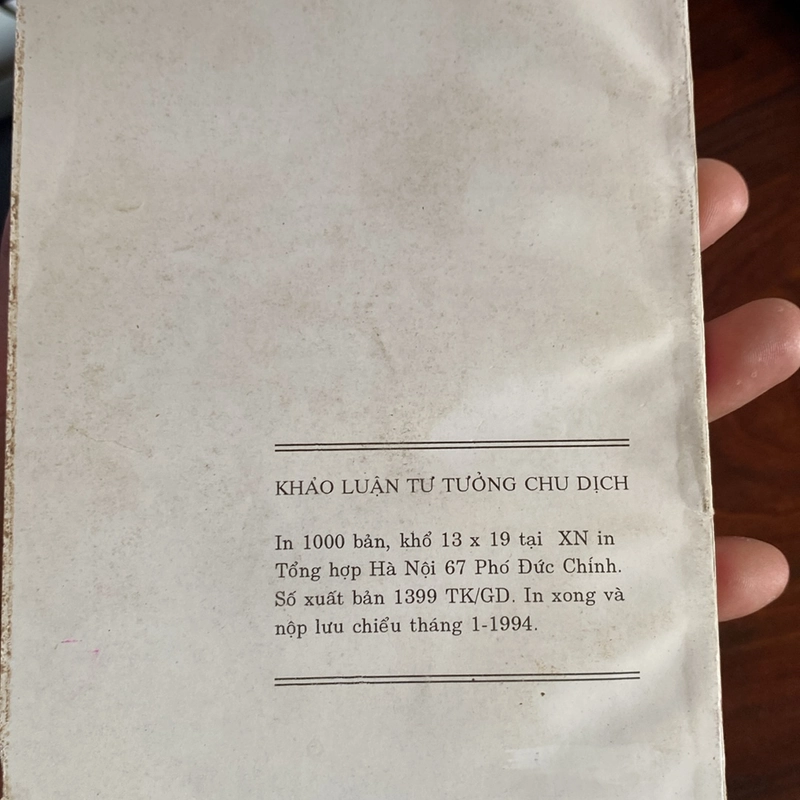 KHẢO LUẬN TƯ TƯỞNG CHU DỊCH
In 1000 bản, khổ 13 x 19 tại XN in
Tổng hợp Hà Nội 67 Phó Đức Chính.
Số xuất bản 1399 TK/GD. In xong và
nộp lưu chiểu tháng 1-1994.